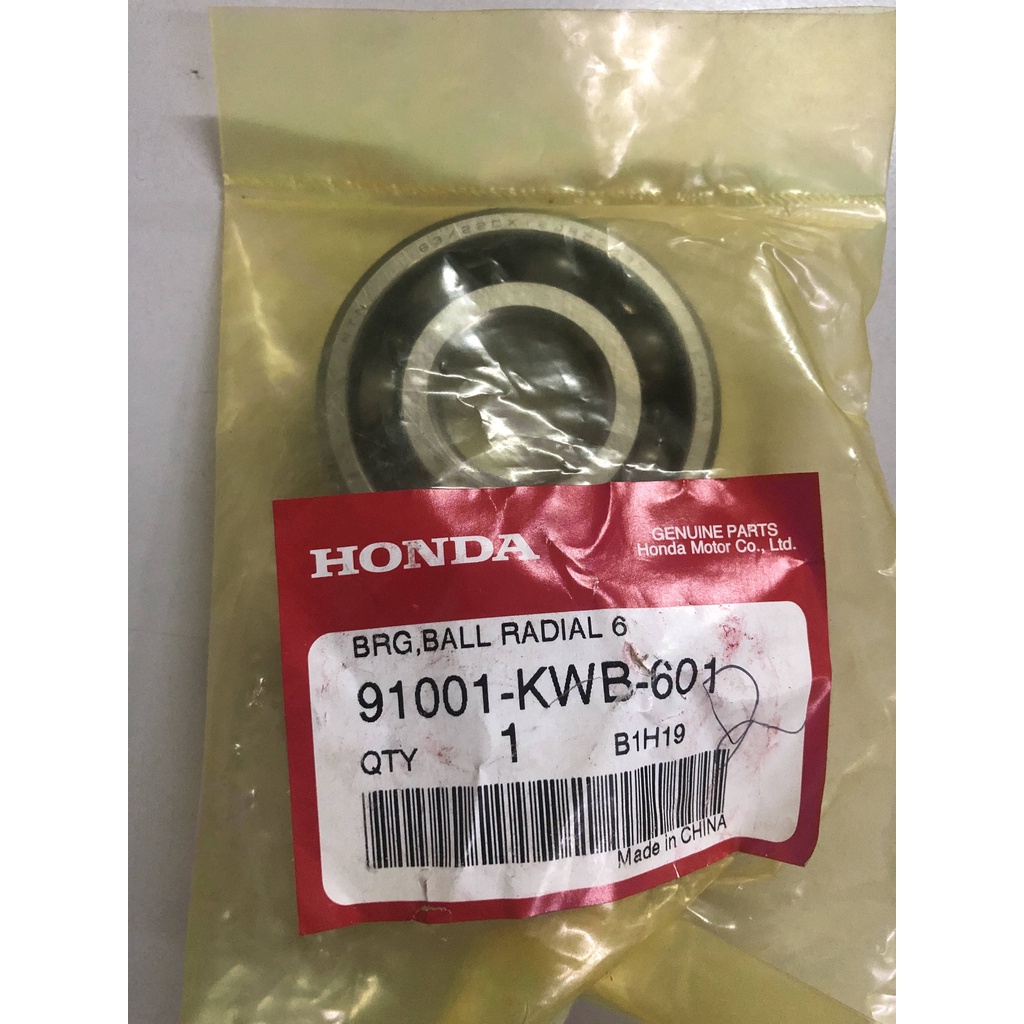 HONDA
GENUINE PARTS
Honda Motor Co., Ltd.
BRG,BALL RADIAL 6
91001-KWB-601
QTY 1 B1H19
Made in CHINA